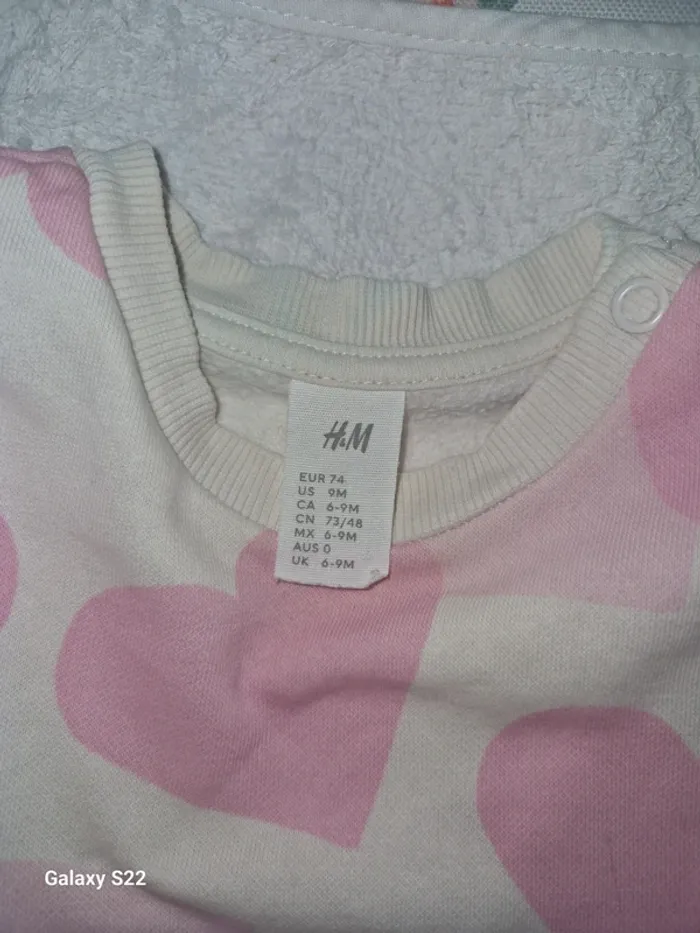 H&M
EUR 74
US 9M
CA 6-9M
CN 73/48
MX 6-9M
AUS 0
UK 6-9M
Galaxy S22